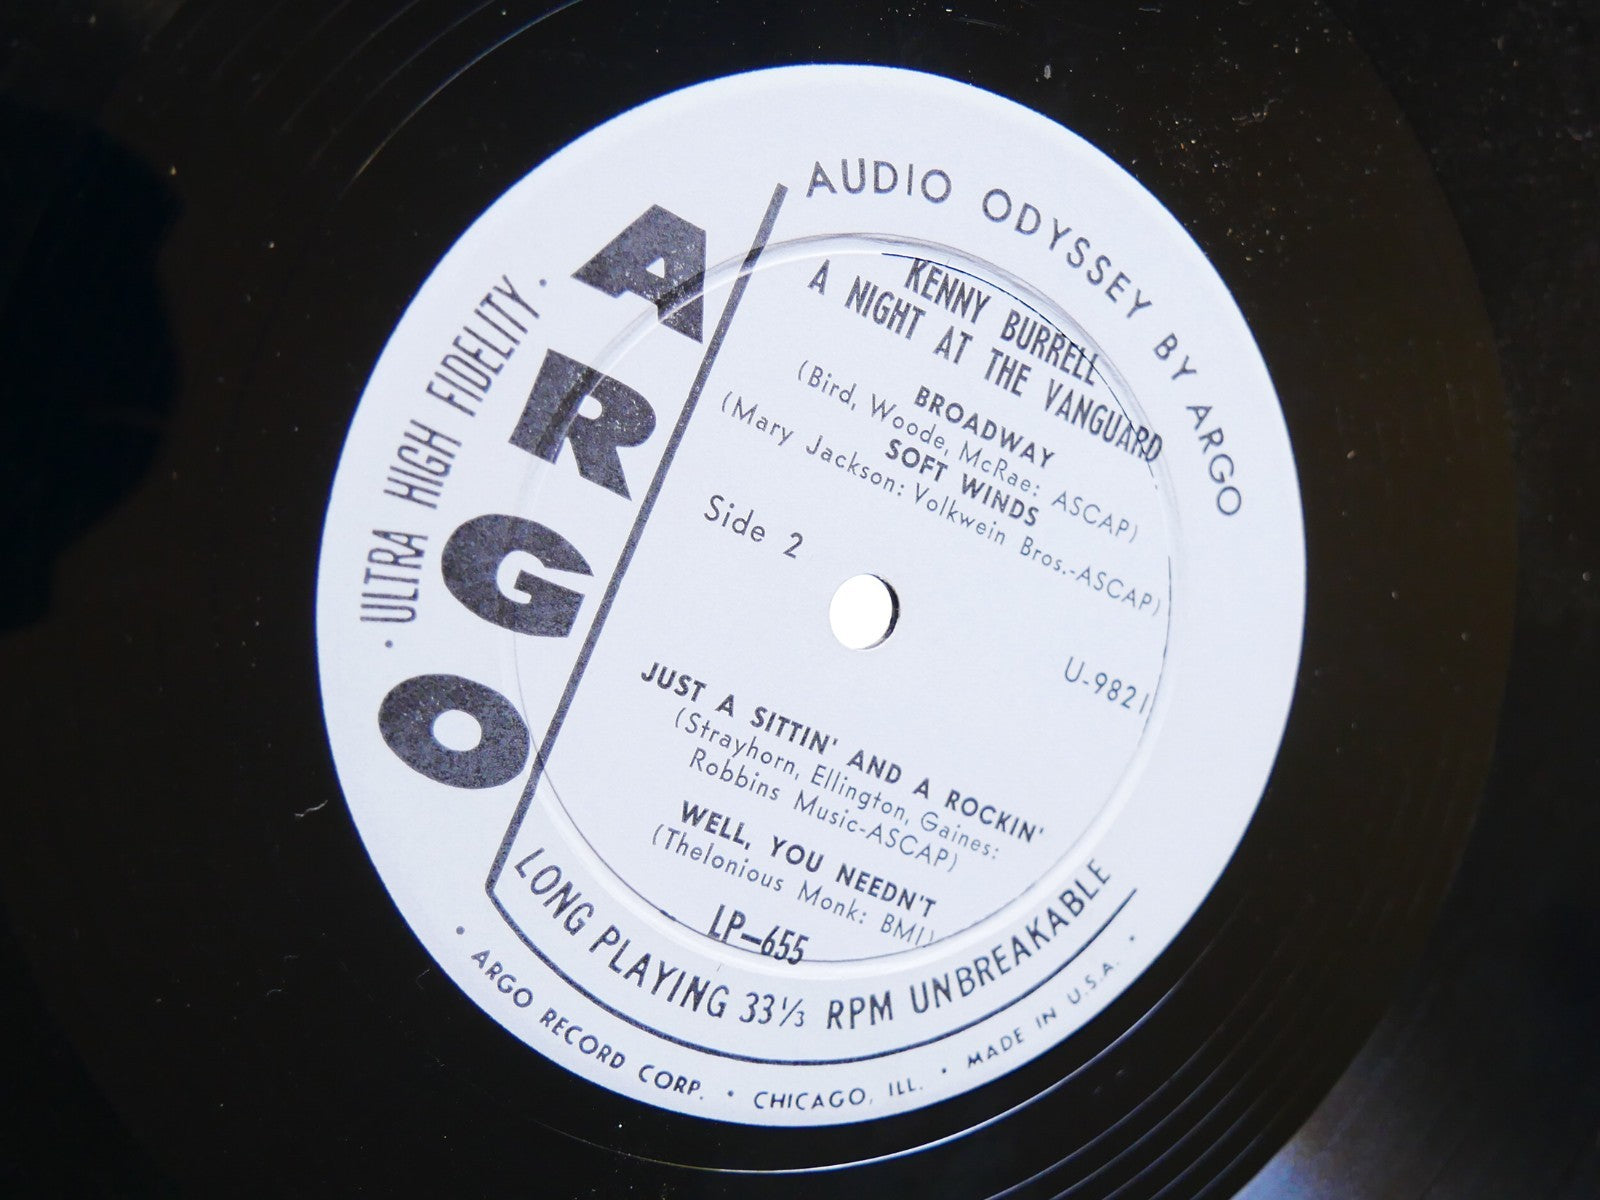 AUDIO ODYSSEY BY ARGO
· ULTRA HIGH FIDELITY ·
ARGO
KENNY BURRELL
A NIGHT AT THE VANGUARD
BROADWAY
(Bird, Woode, McRae: ASCAP)
SOFT WINDS
(Mary Jackson: Volkwein Bros.-ASCAP)
Side 2
U-9821
JUST A SITTIN' AND A ROCKIN'
(Strayhorn, Ellington, Gaines:
Robbins Music-ASCAP)
WELL, YOU NEEDN'T
(Thelonious Monk: BMI)
LP-655
LONG PLAYING 33⅓ RPM UNBREAKABLE
· ARGO RECORD CORP. · CHICAGO, ILL. · MADE IN U.S.A. ·